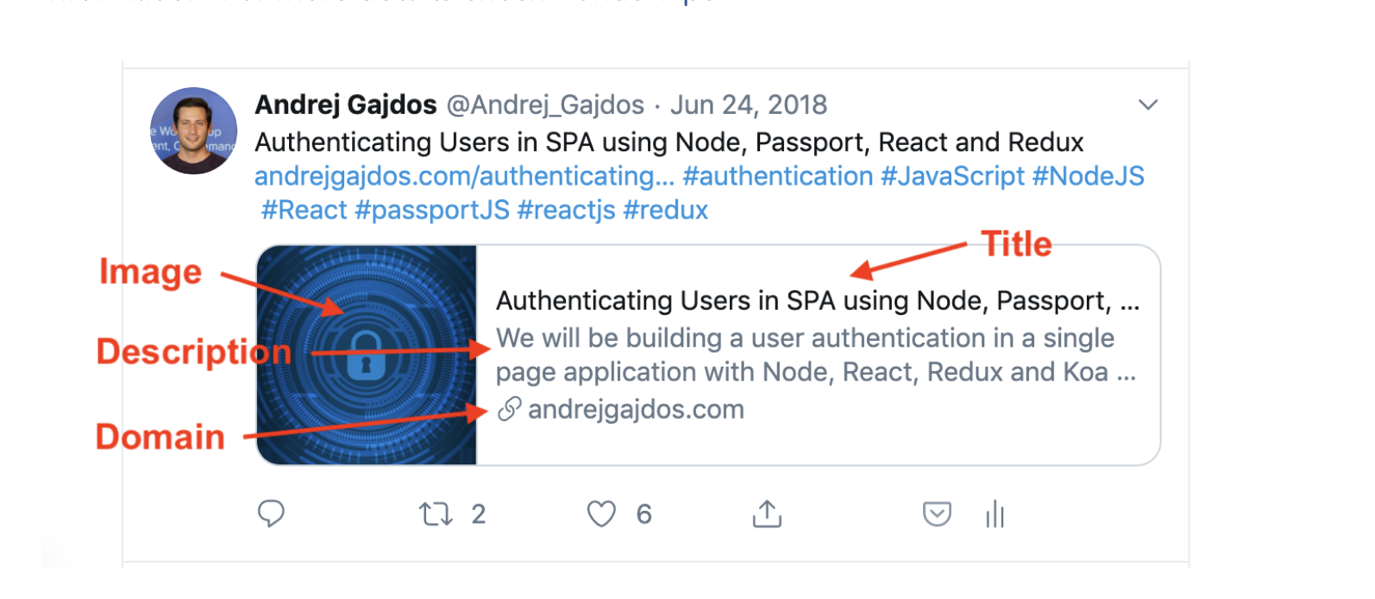 Andrej Gajdos @Andrej_Gajdos · Jun 24, 2018
Authenticating Users in SPA using Node, Passport, React and Redux
andrejgajdos.com/authenticating... #authentication #JavaScript #NodeJS
#React #passportJS #reactjs #redux
Title
Image
Authenticating Users in SPA using Node, Passport, ...
Description
We will be building a user authentication in a single
page application with Node, React, Redux and Koa ...
Domain
andrejgajdos.com
2
6